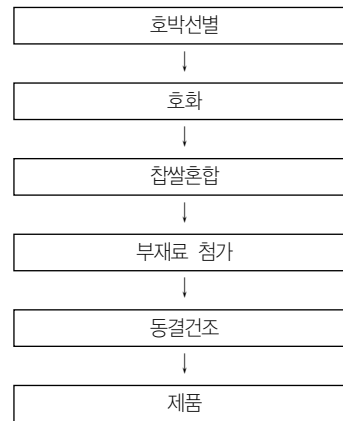 호박선별
호화
찹쌀혼합
부재료 첨가
동결건조
제품